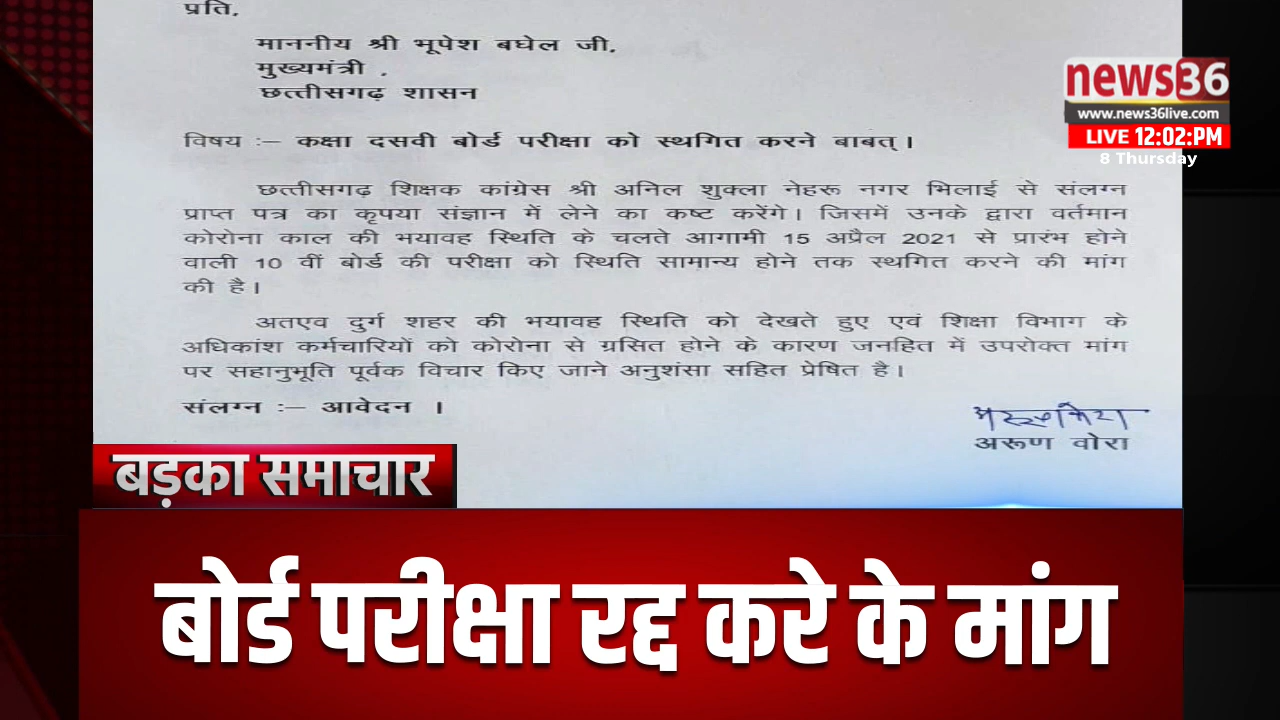 प्रति,
माननीय श्री भूपेश बघेल जी,
मुख्यमंत्री ,
छत्तीसगढ़ शासन
विषय :– कक्षा दसवी बोर्ड परीक्षा को स्थगित करने बाबत् ।
छत्तीसगढ़ शिक्षक कांग्रेस श्री अनिल शुक्ला नेहरू नगर भिलाई से संलग्न
प्राप्त पत्र का कृपया संज्ञान में लेने का कष्ट करेंगे। जिसमें उनके द्वारा वर्तमान
कोरोना काल की भयावह स्थिति के चलते आगामी 15 अप्रैल 2021 से प्रारंभ होने
वाली 10 वीं बोर्ड की परीक्षा को स्थिति सामान्य होने तक स्थगित करने की मांग
की है।
अतएव दुर्ग शहर की भयावह स्थिति को देखते हुए एवं शिक्षा विभाग के
अधिकांश कर्मचारियों को कोरोना से ग्रसित होने के कारण जनहित में उपरोक्त मांग
पर सहानुभूति पूर्वक विचार किए जाने अनुशंसा सहित प्रेषित है।
संलग्न :– आवेदन ।
अरूण वोरा
news36
www.news36live.com
LIVE 12:02:PM
8 Thursday
बड़का समाचार
बोर्ड परीक्षा रद्द करे के मांग